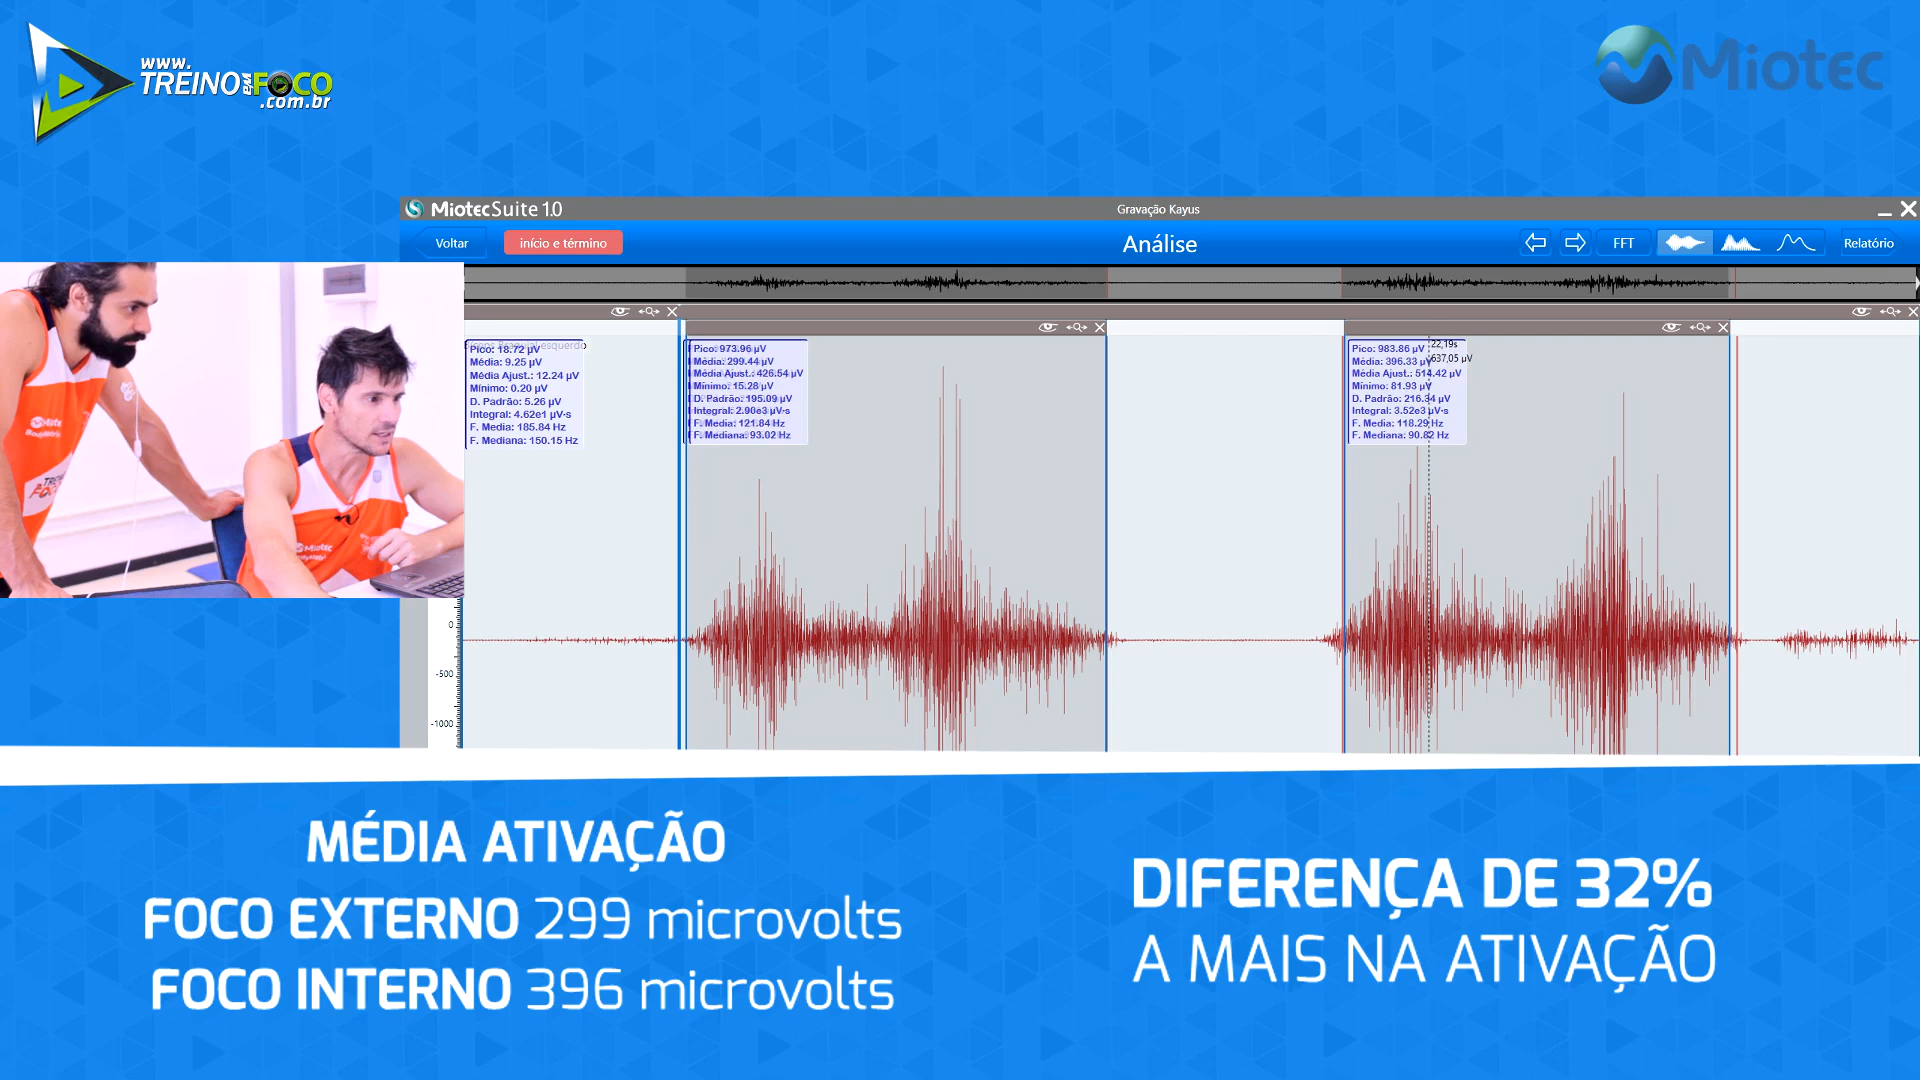 www.
TREINO EM FOCO
.com.br
Miotec
MiotecSuite 1.0
Gravação Kayus
Voltar
início e término
Análise
FFT
Relatório
Pico: 18.72 µV
Média: 9.25 µV
Média Ajust.: 12.24 µV
Mínimo: 0.20 µV
D. Padrão: 5.26 µV
Integral: 4.62e1 µV-s
F. Media: 185.84 Hz
F. Mediana: 150.15 Hz
Pico: 973.96 µV
Média: 299.44 µV
Média Ajust.: 426.54 µV
Mínimo: 15.28 µV
D. Padrão: 195.09 µV
Integral: 2.90e3 µV-s
F. Media: 121.84 Hz
F. Mediana: 93.02 Hz
Pico: 983.86 µV
Média: 396.33 µV
Média Ajust.: 514.42 µV
Mínimo: 81.93 µV
D. Padrão: 216.34 µV
Integral: 3.52e3 µV-s
F. Media: 118.29 Hz
F. Mediana: 90.82 Hz
22,19s
637,05 µV
0
-500
-1000
MÉDIA ATIVAÇÃO
FOCO EXTERNO 299 microvolts
FOCO INTERNO 396 microvolts
DIFERENÇA DE 32%
A MAIS NA ATIVAÇÃO